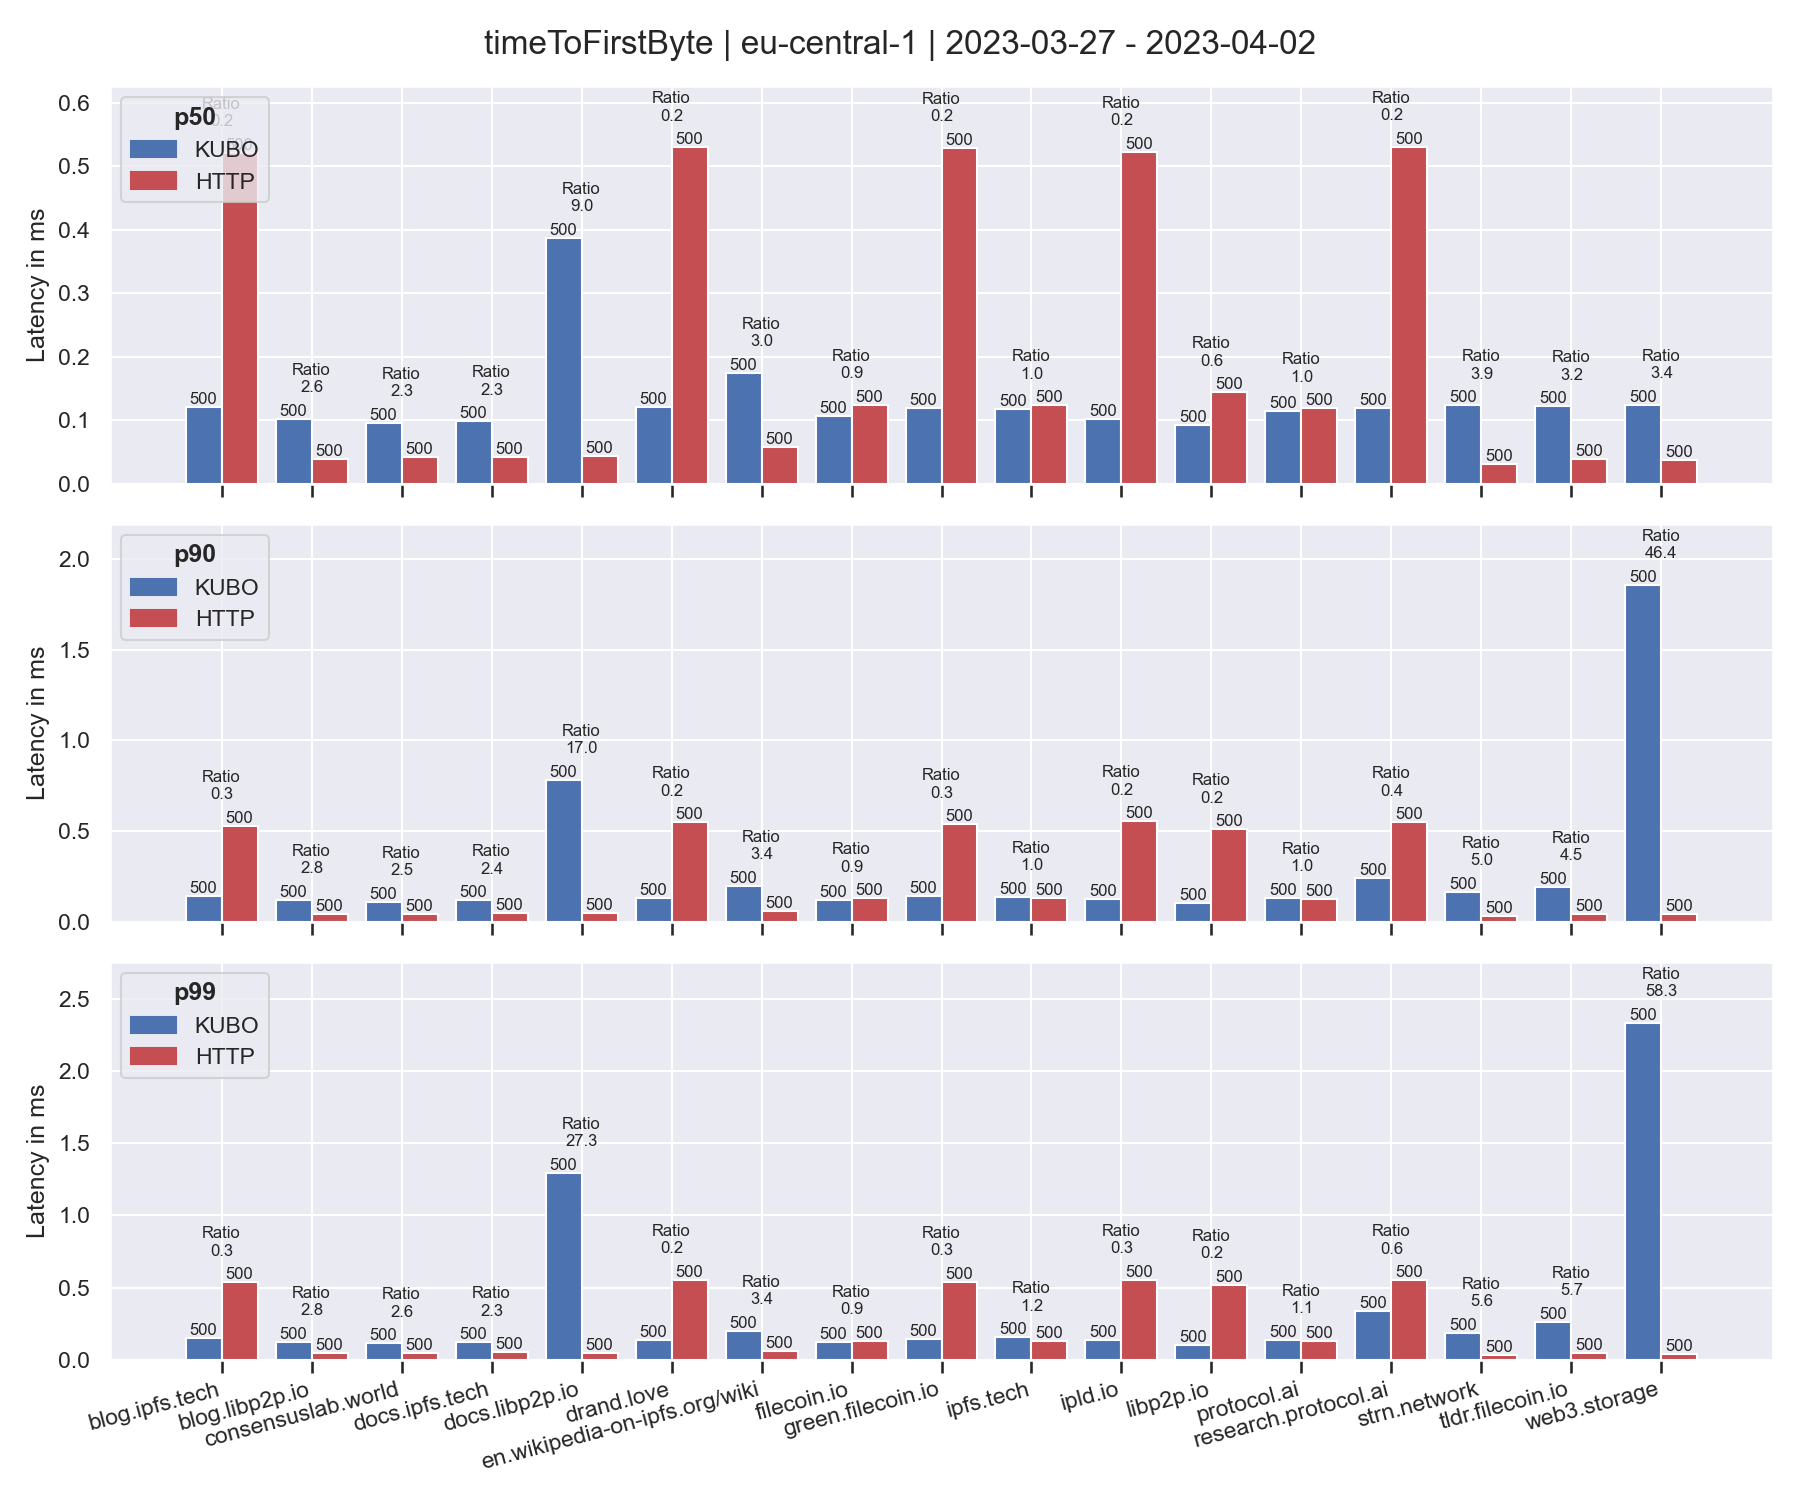 timeToFirstByte | eu-central-1 | 2023-03-27 - 2023-04-02
Latency in ms
0.6
0.5
0.4
0.3
0.2
0.1
0.0
p50
KUBO
HTTP
Ratio
0.2
500
500
Ratio
2.6
500
500
Ratio
2.3
500
500
Ratio
2.3
500
500
Ratio
9.0
500
500
Ratio
0.2
500
500
Ratio
3.0
500
500
Ratio
0.9
500
500
Ratio
0.2
500
500
Ratio
1.0
500
500
Ratio
0.2
500
500
Ratio
0.6
500
500
Ratio
1.0
500
500
Ratio
0.2
500
500
Ratio
3.9
500
500
Ratio
3.2
500
500
Ratio
3.4
500
500
Latency in ms
2.0
1.5
1.0
0.5
0.0
p90
KUBO
HTTP
Ratio
0.3
500
500
Ratio
2.8
500
500
Ratio
2.5
500
500
Ratio
2.4
500
500
Ratio
17.0
500
500
Ratio
0.2
500
500
Ratio
3.4
500
500
Ratio
0.9
500
500
Ratio
0.3
500
500
Ratio
1.0
500
500
Ratio
0.2
500
500
Ratio
0.2
500
500
Ratio
1.0
500
500
Ratio
0.4
500
500
Ratio
5.0
500
500
Ratio
4.5
500
500
Ratio
46.4
500
500
Latency in ms
2.5
2.0
1.5
1.0
0.5
0.0
p99
KUBO
HTTP
Ratio
0.3
500
500
Ratio
2.8
500
500
Ratio
2.6
500
500
Ratio
2.3
500
500
Ratio
27.3
500
500
Ratio
0.2
500
500
Ratio
3.4
500
500
Ratio
0.9
500
500
Ratio
0.3
500
500
Ratio
1.2
500
500
Ratio
0.3
500
500
Ratio
0.2
500
500
Ratio
1.1
500
500
Ratio
0.6
500
500
Ratio
5.6
500
500
Ratio
5.7
500
500
Ratio
58.3
500
500
blog.ipfs.tech
blog.libp2p.io
consensuslab.world
docs.ipfs.tech
docs.libp2p.io
drand.love
en.wikipedia-on-ipfs.org/wiki
filecoin.io
green.filecoin.io
ipfs.tech
ipld.io
libp2p.io
protocol.ai
research.protocol.ai
strn.network
tldr.filecoin.io
web3.storage